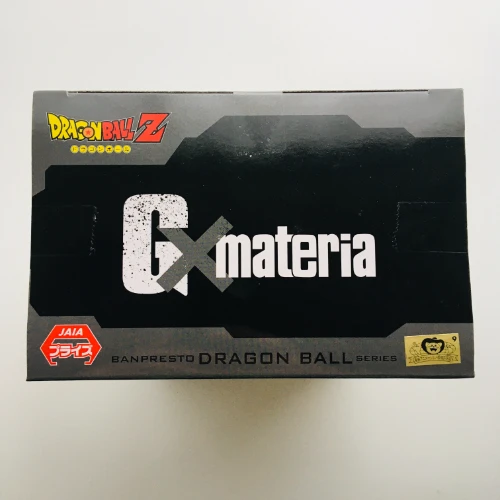 DRAGON BALL Z
ドラゴンボール
G×materia
JAIA
プライズ
BANPRESTO DRAGON BALL SERIES